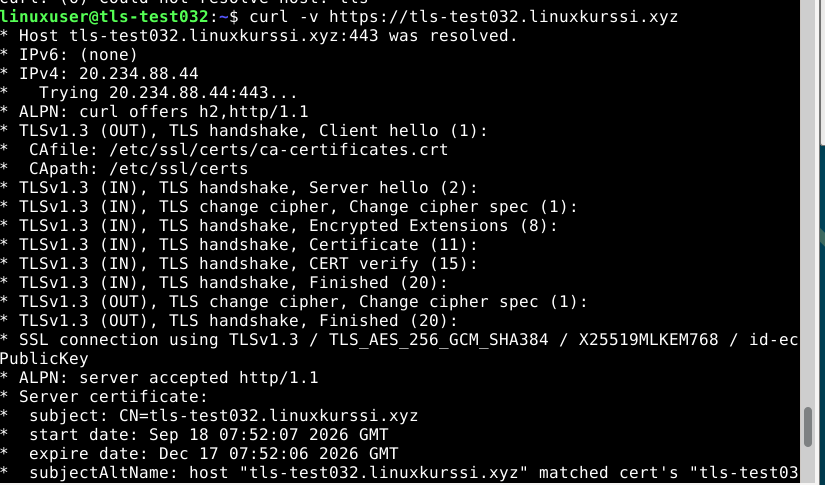 curl: (6) Could not resolve host: tls
linuxuser@tls-test032:~$ curl -v https://tls-test032.linuxkurssi.xyz
* Host tls-test032.linuxkurssi.xyz:443 was resolved.
* IPv6: (none)
* IPv4: 20.234.88.44
*   Trying 20.234.88.44:443...
* ALPN: curl offers h2,http/1.1
* TLSv1.3 (OUT), TLS handshake, Client hello (1):
*  CAfile: /etc/ssl/certs/ca-certificates.crt
*  CApath: /etc/ssl/certs
* TLSv1.3 (IN), TLS handshake, Server hello (2):
* TLSv1.3 (IN), TLS change cipher, Change cipher spec (1):
* TLSv1.3 (IN), TLS handshake, Encrypted Extensions (8):
* TLSv1.3 (IN), TLS handshake, Certificate (11):
* TLSv1.3 (IN), TLS handshake, CERT verify (15):
* TLSv1.3 (IN), TLS handshake, Finished (20):
* TLSv1.3 (OUT), TLS change cipher, Change cipher spec (1):
* TLSv1.3 (OUT), TLS handshake, Finished (20):
* SSL connection using TLSv1.3 / TLS_AES_256_GCM_SHA384 / X25519MLKEM768 / id-ec
PublicKey
* ALPN: server accepted http/1.1
* Server certificate:
*  subject: CN=tls-test032.linuxkurssi.xyz
*  start date: Sep 18 07:52:07 2026 GMT
*  expire date: Dec 17 07:52:06 2026 GMT
*  subjectAltName: host "tls-test032.linuxkurssi.xyz" matched cert's "tls-test03